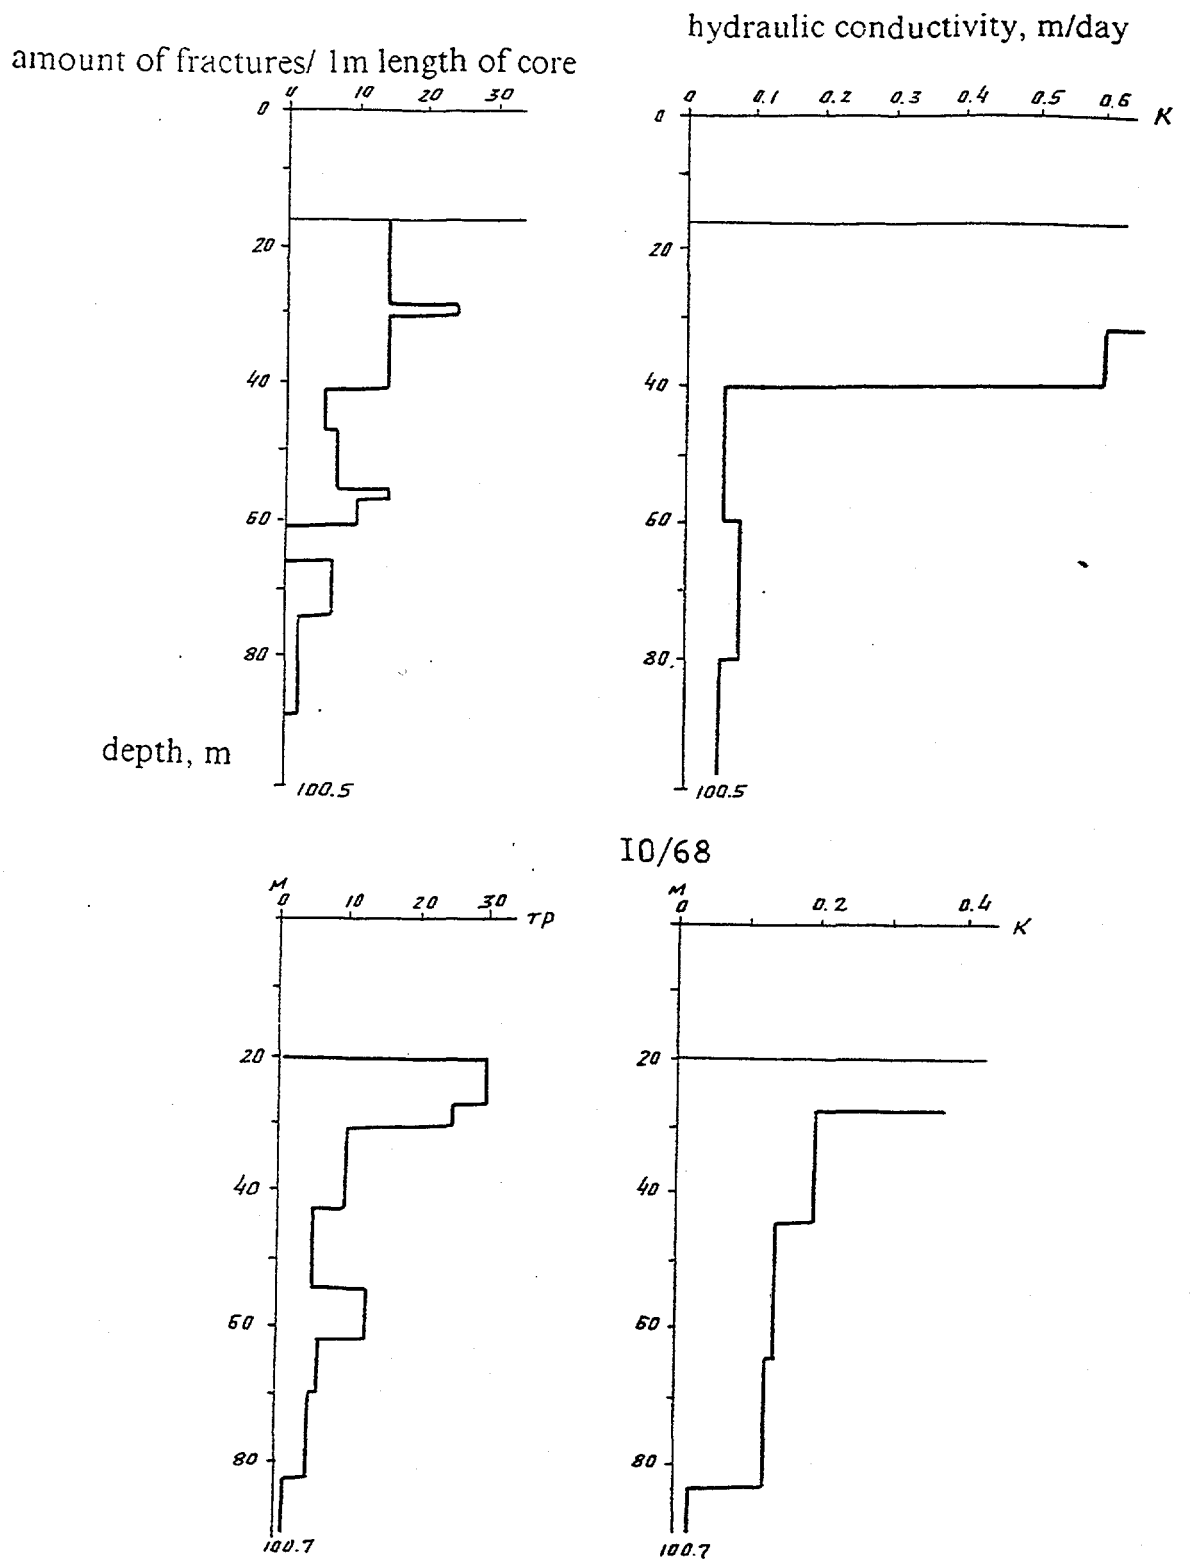 hydraulic conductivity, m/day
amount of fractures/ 1m length of core
0 10 20 30
0
20
40
60
80
100.5
depth, m
0 0.1 0.2 0.3 0.4 0.5 0.6 K
0
20
40
60
80
100.5
I0/68
м
0 10 20 30 тр
20
40
60
80
100.7
м
0 0.2 0.4 K
20
40
60
80
100.7